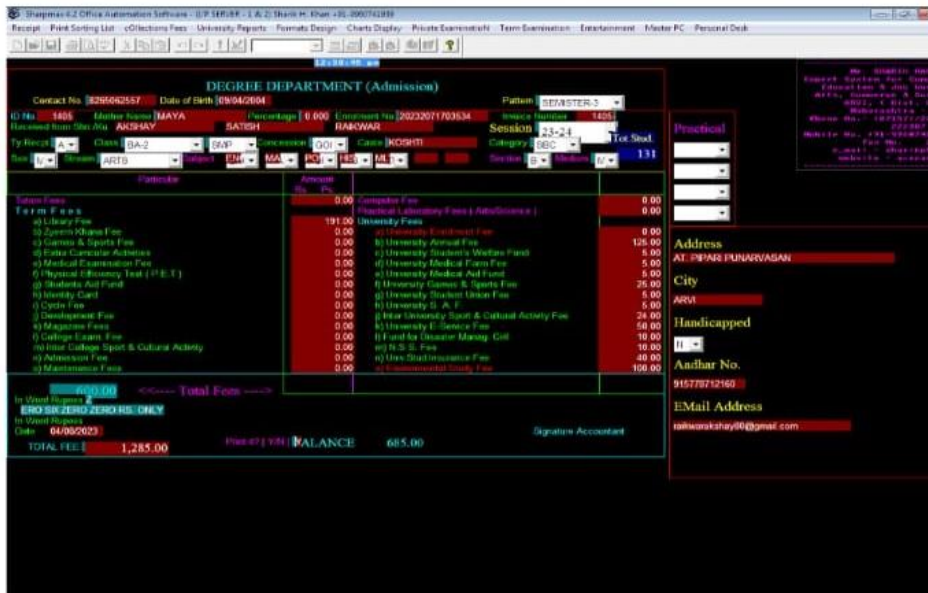 Sharpmax 4.2 Office Automation Software - (I/P SERVER - 1 & 2)
Receipt Print Sorting List cOllections Fees University Reports Formats Design Charts Display Private Examination\ Term Examination Entertainment Master PC Personal Desk
DEGREE DEPARTMENT (Admission)
Contact No. 8265062557 Date of Birth 09/04/2004 Pattern SEMISTER-3
ID No 1405 Mother Name MAYA Percentage 0.000 Enrolment No 20232071703534 Invoice Number 1405
Received from Shri /Ku. AKSHAY SATISH RAIKWAR Session 23-24
Ty.Recpt A Class BA-2 SMP Concession GOI Caste KOSHTI Category SBC Tot.Stud. 131
Sex Stream ARTS Subject Section B Medium
Practical
Particular Amount
Rs. Ps.
Tution Fees 0.00 Computer Fee 0.00
Term Fees Practical Laboratory Fees ( Arts/Science ) 0.00
a) Library Fee 191.00 University Fees
b) Zyeem Khana Fee 0.00 a) University Enrolment Fee 0.00
c) Games & Sports Fee 0.00 b) University Annual Fee 125.00
d) Extra Carricular Activities 0.00 c) University Student's Welfare Fund 5.00
e) Medical Examination Fee 0.00 d) University Medical Farm Fee 5.00
f) Physical Efficiency Test ( P.E.T ) 0.00 e) University Medical Aid Fund 5.00
g) Students Aid Fund 0.00 f) University Games & Sports Fee 25.00
h) Identity Card 0.00 g) University Student Union Fee 5.00
i) Cycle Fee 0.00 h) University S. A. F. 5.00
j) Development Fee 0.00 i) Inter University Sport & Cultural Activity Fee 24.00
k) Magazine Fees 0.00 k) University E-Service Fee 50.00
l) College Exam. Fee 0.00 l) Fund for Disaster Manag. Cell 10.00
m) Inter College Sport & Cultural Activity 0.00 m) N.S.S. Fee 10.00
n) Admission Fee 0.00 n) Univ.Stud.Insurance Fee 40.00
o) Maintenance Fees 0.00 o) Environmental Study Fee 100.00
Address
AT. PIPARI PUNARVASAN
City
ARVI
Handicapped
N
Aadhar No.
915778712160
EMail Address
raikwarakshay00@gmail.com
600.00 <<---- Total Fees ---->
In Word Rupees Z
ERO SIX ZERO ZERO RS. ONLY
In Word Rupees
Date 04/08/2023 Signature Accountant
TOTAL FEE 1,285.00 Print it? [ Y/N ] BALANCE 685.00